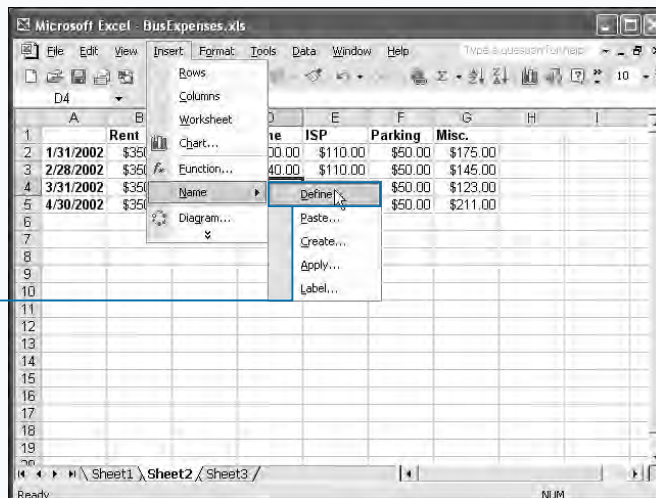 Microsoft Excel - BusExpenses.xls
File Edit View Insert Format Tools Data Window Help Type a question for help
10
D4
A B E F G H I
1 Rent ne ISP Parking Misc.
2 1/31/2002 $350 00.00 $110.00 $50.00 $175.00
3 2/28/2002 $350 40.00 $110.00 $50.00 $145.00
4 3/31/2002 $350 $50.00 $123.00
5 4/30/2002 $350 $50.00 $211.00
6
7
8
9
10
11
12
13
14
15
16
17
18
19
Rows
Columns
Worksheet
Chart...
Function...
Name
Diagram...
Define...
Paste...
Create...
Apply...
Label...
Sheet1 Sheet2 Sheet3
Ready NUM